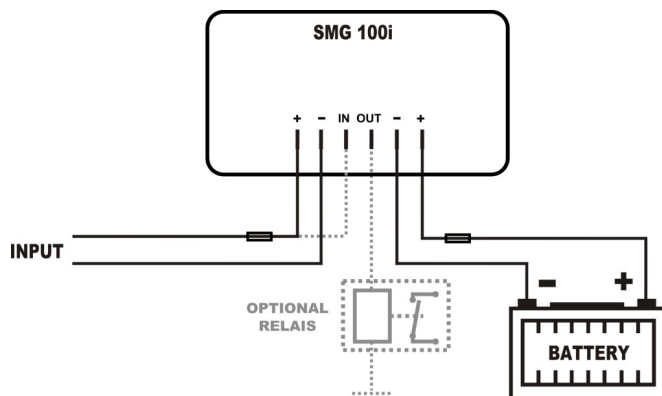 SMG 100i
+ − IN OUT − +
INPUT
OPTIONAL
RELAIS
− +
BATTERY